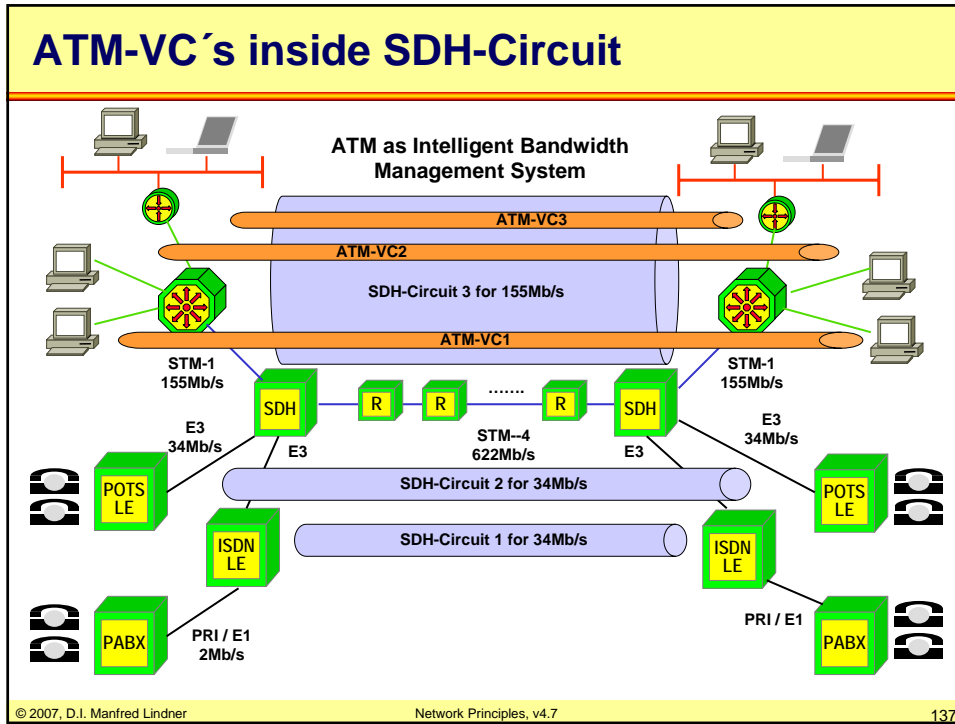 ATM-VC´s inside SDH-Circuit
ATM as Intelligent Bandwidth
Management System
ATM-VC3
ATM-VC2
SDH-Circuit 3 for 155Mb/s
ATM-VC1
STM-1
155Mb/s
STM-1
155Mb/s
SDH
R
R
.......
R
SDH
E3
34Mb/s
E3
STM--4
622Mb/s
E3
E3
34Mb/s
POTS
LE
SDH-Circuit 2 for 34Mb/s
POTS
LE
ISDN
LE
SDH-Circuit 1 for 34Mb/s
ISDN
LE
PABX
PRI / E1
2Mb/s
PRI / E1
PABX
© 2007, D.I. Manfred Lindner
Network Principles, v4.7
137